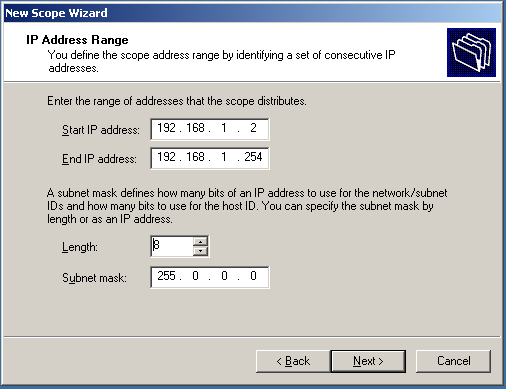 New Scope Wizard
IP Address Range
You define the scope address range by identifying a set of consecutive IP
addresses.
Enter the range of addresses that the scope distributes.
Start IP address: 192 . 168 . 1 . 2
End IP address: 192 . 168 . 1 . 254
A subnet mask defines how many bits of an IP address to use for the network/subnet
IDs and how many bits to use for the host ID. You can specify the subnet mask by
length or as an IP address.
Length: 8
Subnet mask: 255 . 0 . 0 . 0
< Back Next > Cancel